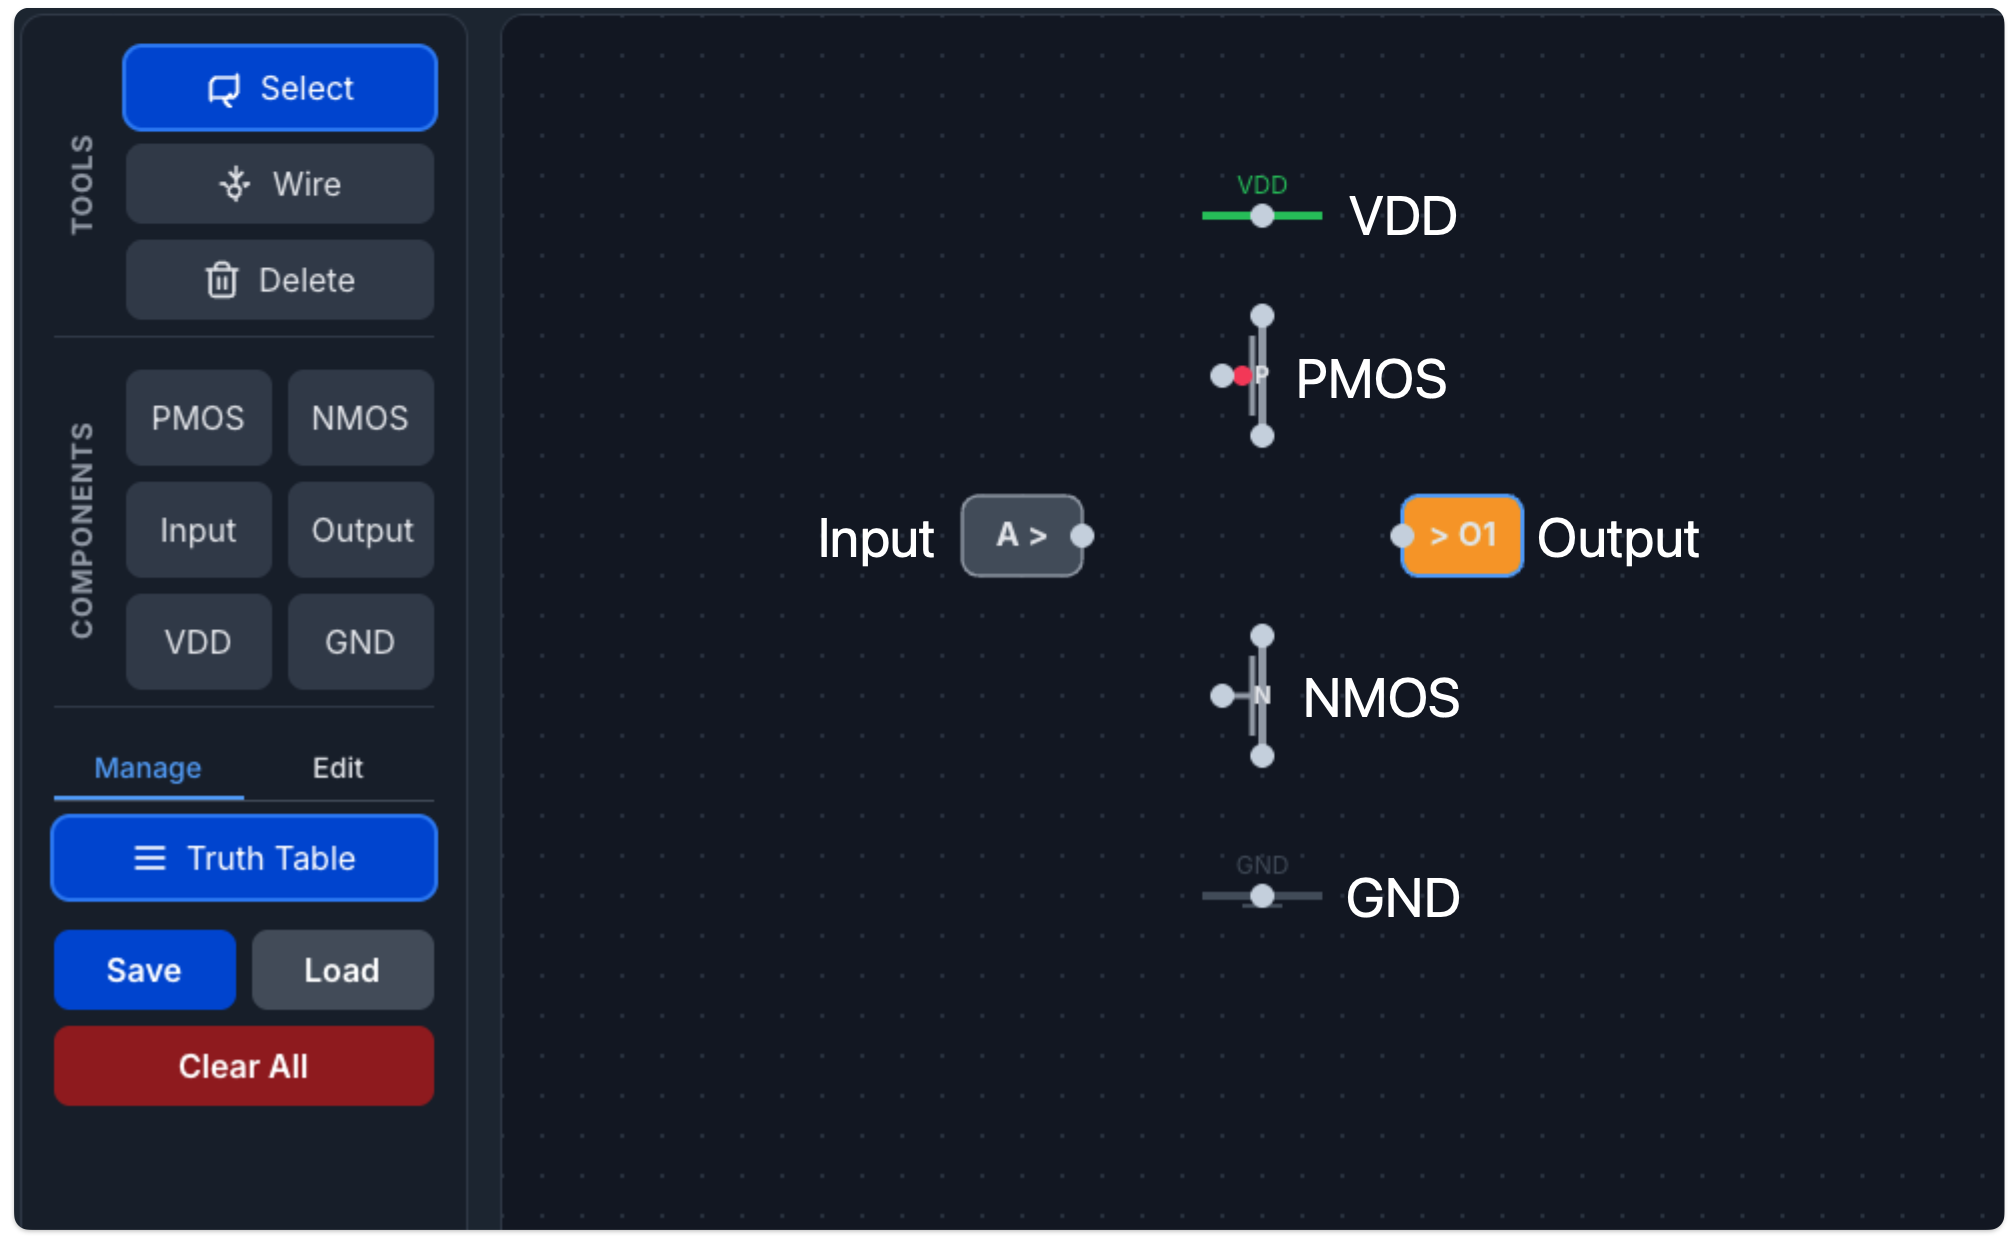 TOOLS
Select
Wire
Delete
COMPONENTS
PMOS NMOS
Input Output
VDD GND
Manage Edit
Truth Table
Save Load
Clear All
VDD
VDD
P PMOS
Input A > > O1 Output
N NMOS
GND
GND